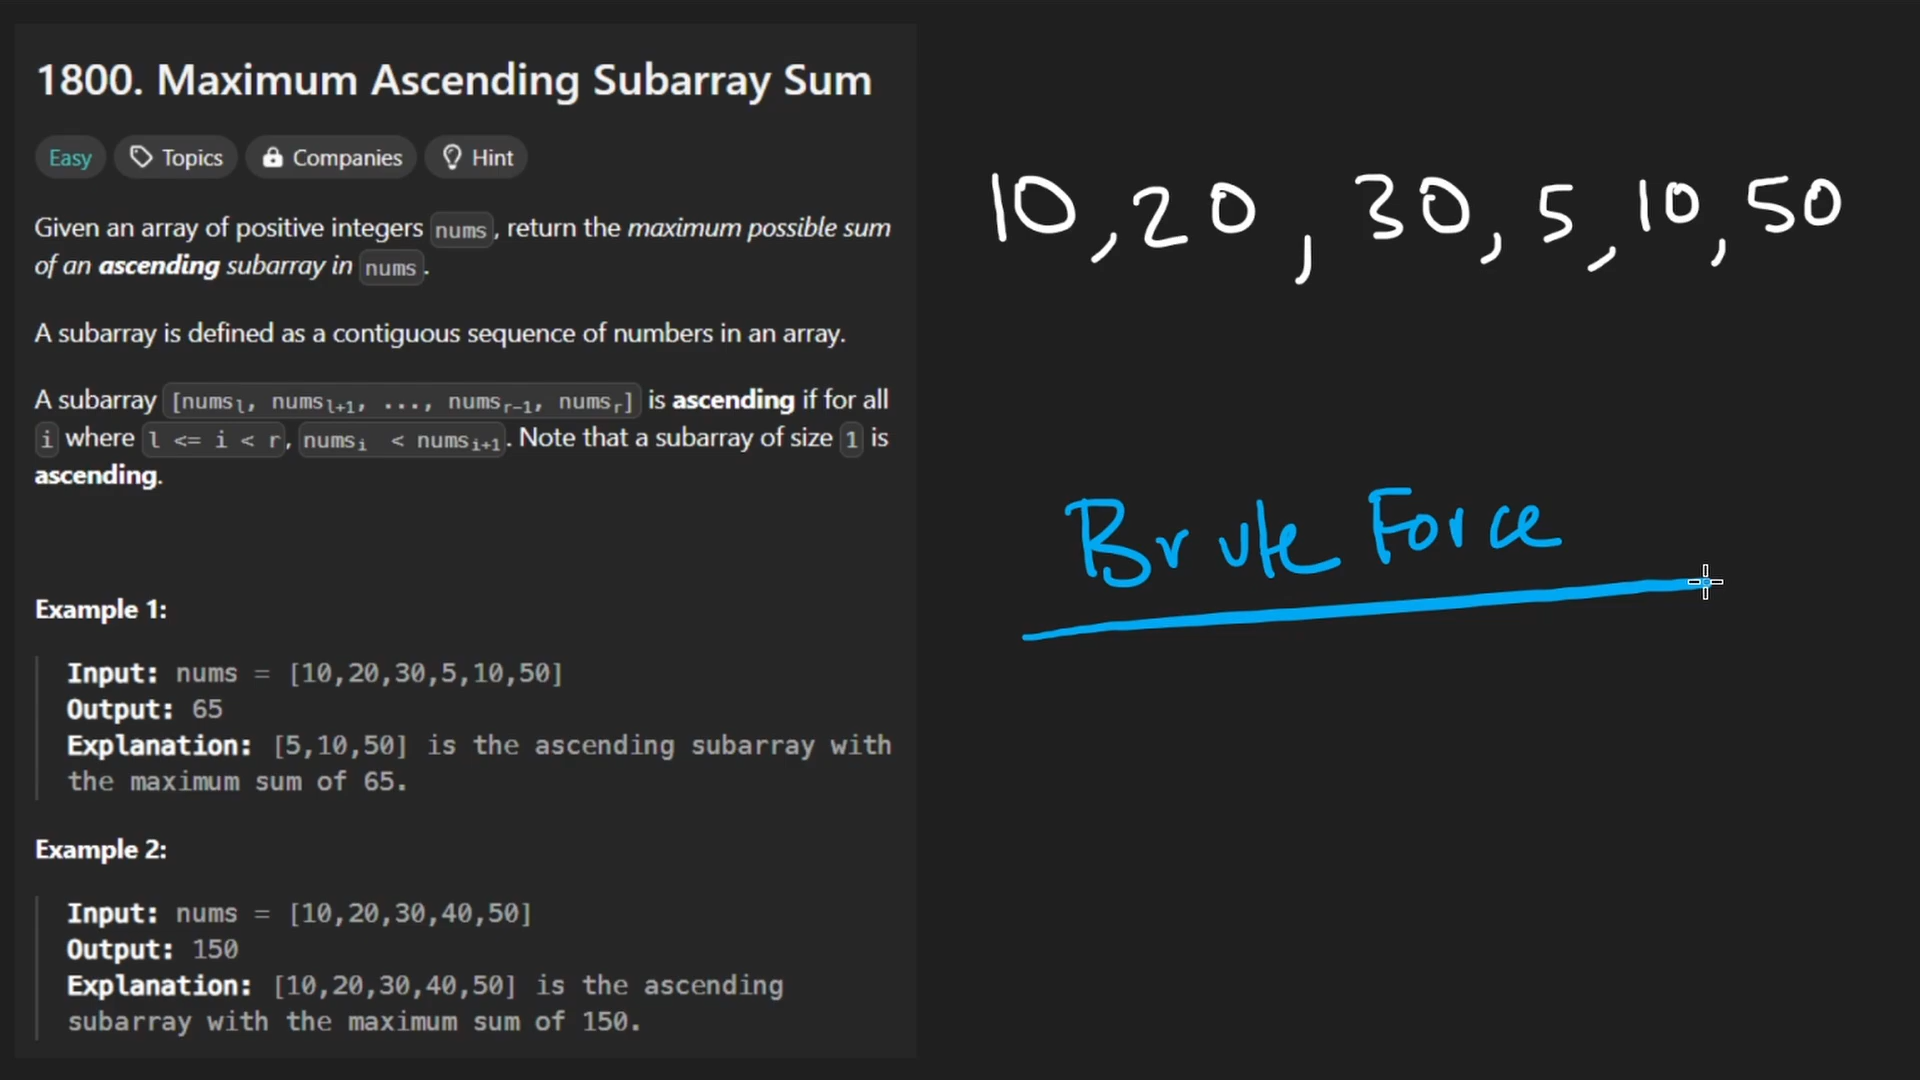 1800. Maximum Ascending Subarray Sum
Easy Topics Companies Hint
Given an array of positive integers nums, return the maximum possible sum
of an ascending subarray in nums.
A subarray is defined as a contiguous sequence of numbers in an array.
A subarray [numsₗ, numsₗ₊₁, ..., numsᵣ₋₁, numsᵣ] is ascending if for all
i where l <= i < r, numsᵢ < numsᵢ₊₁. Note that a subarray of size 1 is
ascending.
Example 1:
Input: nums = [10,20,30,5,10,50]
Output: 65
Explanation: [5,10,50] is the ascending subarray with
the maximum sum of 65.
Example 2:
Input: nums = [10,20,30,40,50]
Output: 150
Explanation: [10,20,30,40,50] is the ascending
subarray with the maximum sum of 150.
10, 20, 30, 5, 10, 50
Brute Force